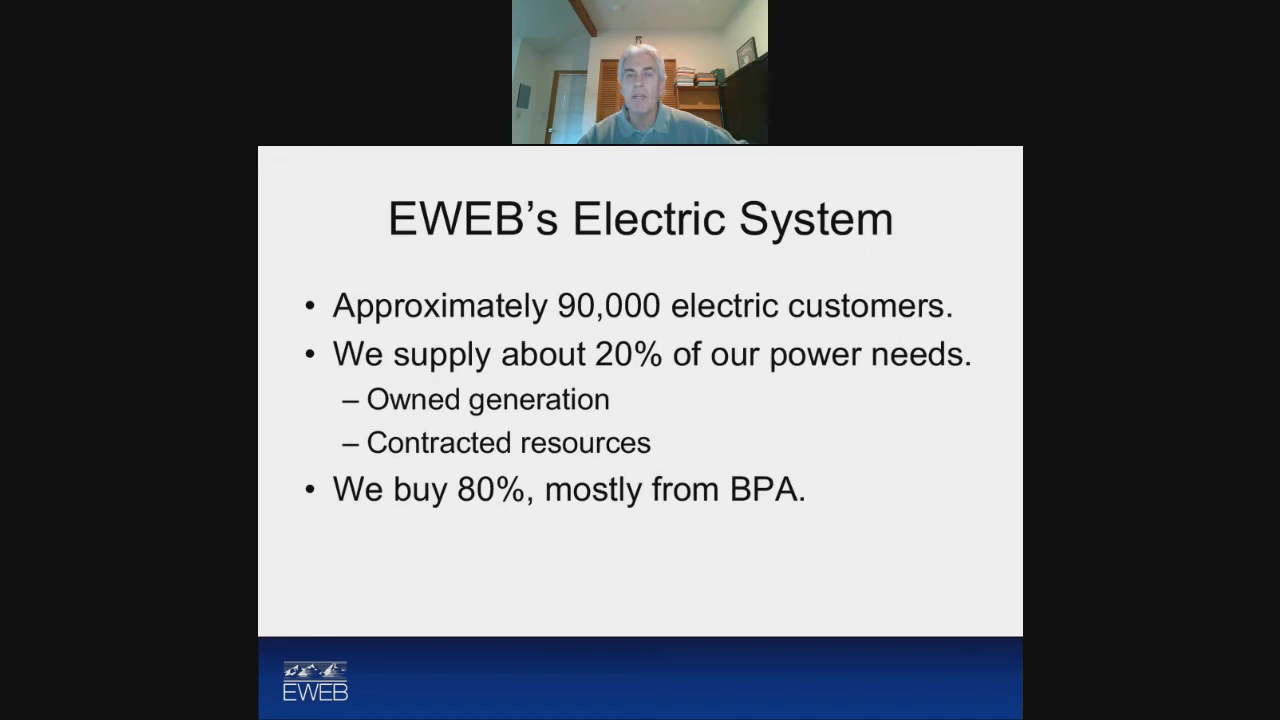 EWEB’s Electric System
• Approximately 90,000 electric customers.
• We supply about 20% of our power needs.
– Owned generation
– Contracted resources
• We buy 80%, mostly from BPA.
EWEB